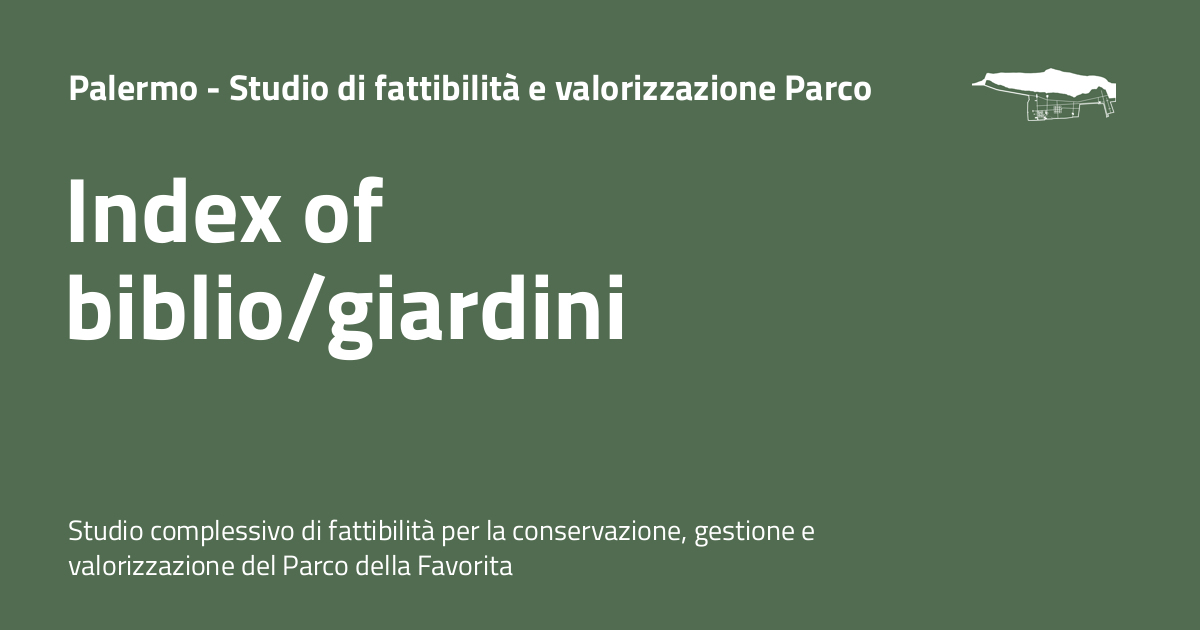 Palermo - Studio di fattibilità e valorizzazione Parco
Index of
biblio/giardini
Studio complessivo di fattibilità per la conservazione, gestione e
valorizzazione del Parco della Favorita